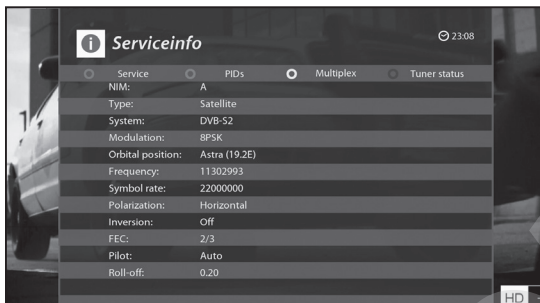 Serviceinfo
23:08
Service PIDs Multiplex Tuner status
NIM: A
Type: Satellite
System: DVB-S2
Modulation: 8PSK
Orbital position: Astra (19.2E)
Frequency: 11302993
Symbol rate: 22000000
Polarization: Horizontal
Inversion: Off
FEC: 2/3
Pilot: Auto
Roll-off: 0.20
HD